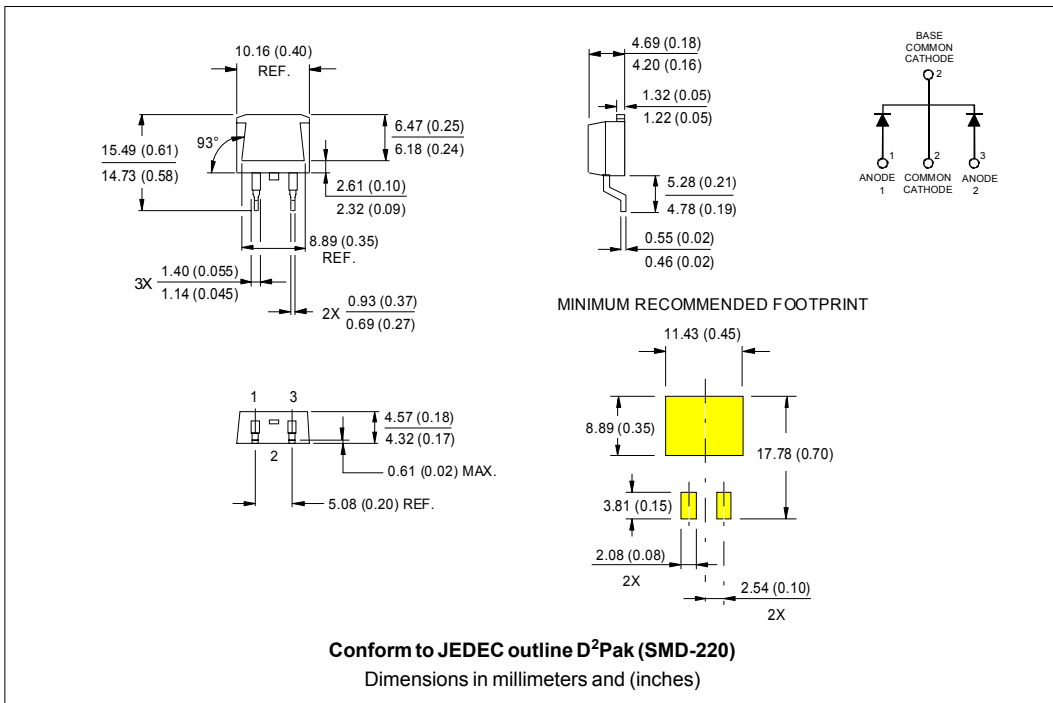 10.16 (0.40)
REF.
15.49 (0.61)
14.73 (0.58)
93°
6.47 (0.25)
6.18 (0.24)
2.61 (0.10)
2.32 (0.09)
8.89 (0.35)
REF.
3X
1.40 (0.055)
1.14 (0.045)
2X
0.93 (0.37)
0.69 (0.27)
4.69 (0.18)
4.20 (0.16)
1.32 (0.05)
1.22 (0.05)
5.28 (0.21)
4.78 (0.19)
0.55 (0.02)
0.46 (0.02)
BASE
COMMON
CATHODE
2
1 2 3
ANODE COMMON ANODE
1 CATHODE 2
1 3
2
4.57 (0.18)
4.32 (0.17)
0.61 (0.02) MAX.
5.08 (0.20) REF.
MINIMUM RECOMMENDED FOOTPRINT
11.43 (0.45)
8.89 (0.35)
17.78 (0.70)
3.81 (0.15)
2.08 (0.08)
2X
2.54 (0.10)
2X
Conform to JEDEC outline D²Pak (SMD-220)
Dimensions in millimeters and (inches)